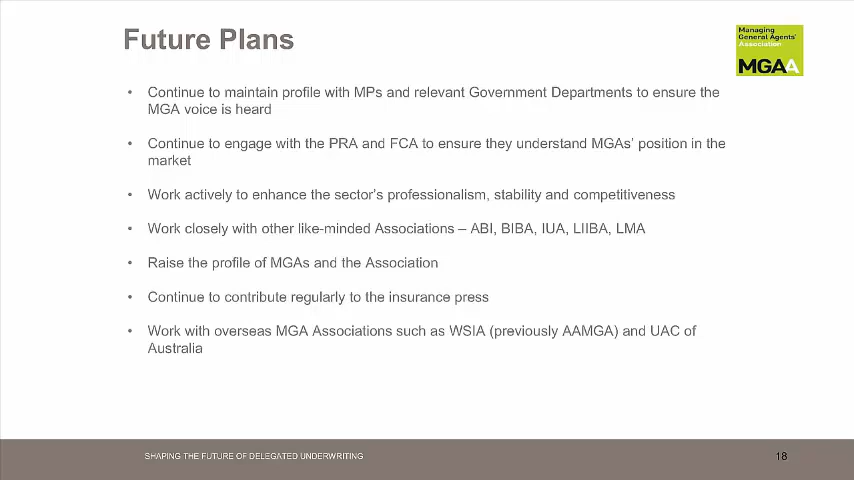 Future Plans
Managing
General Agents'
Association
MGAA
• Continue to maintain profile with MPs and relevant Government Departments to ensure the
MGA voice is heard
• Continue to engage with the PRA and FCA to ensure they understand MGAs' position in the
market
• Work actively to enhance the sector's professionalism, stability and competitiveness
• Work closely with other like-minded Associations – ABI, BIBA, IUA, LIIBA, LMA
• Raise the profile of MGAs and the Association
• Continue to contribute regularly to the insurance press
• Work with overseas MGA Associations such as WSIA (previously AAMGA) and UAC of
Australia
SHAPING THE FUTURE OF DELEGATED UNDERWRITING
18